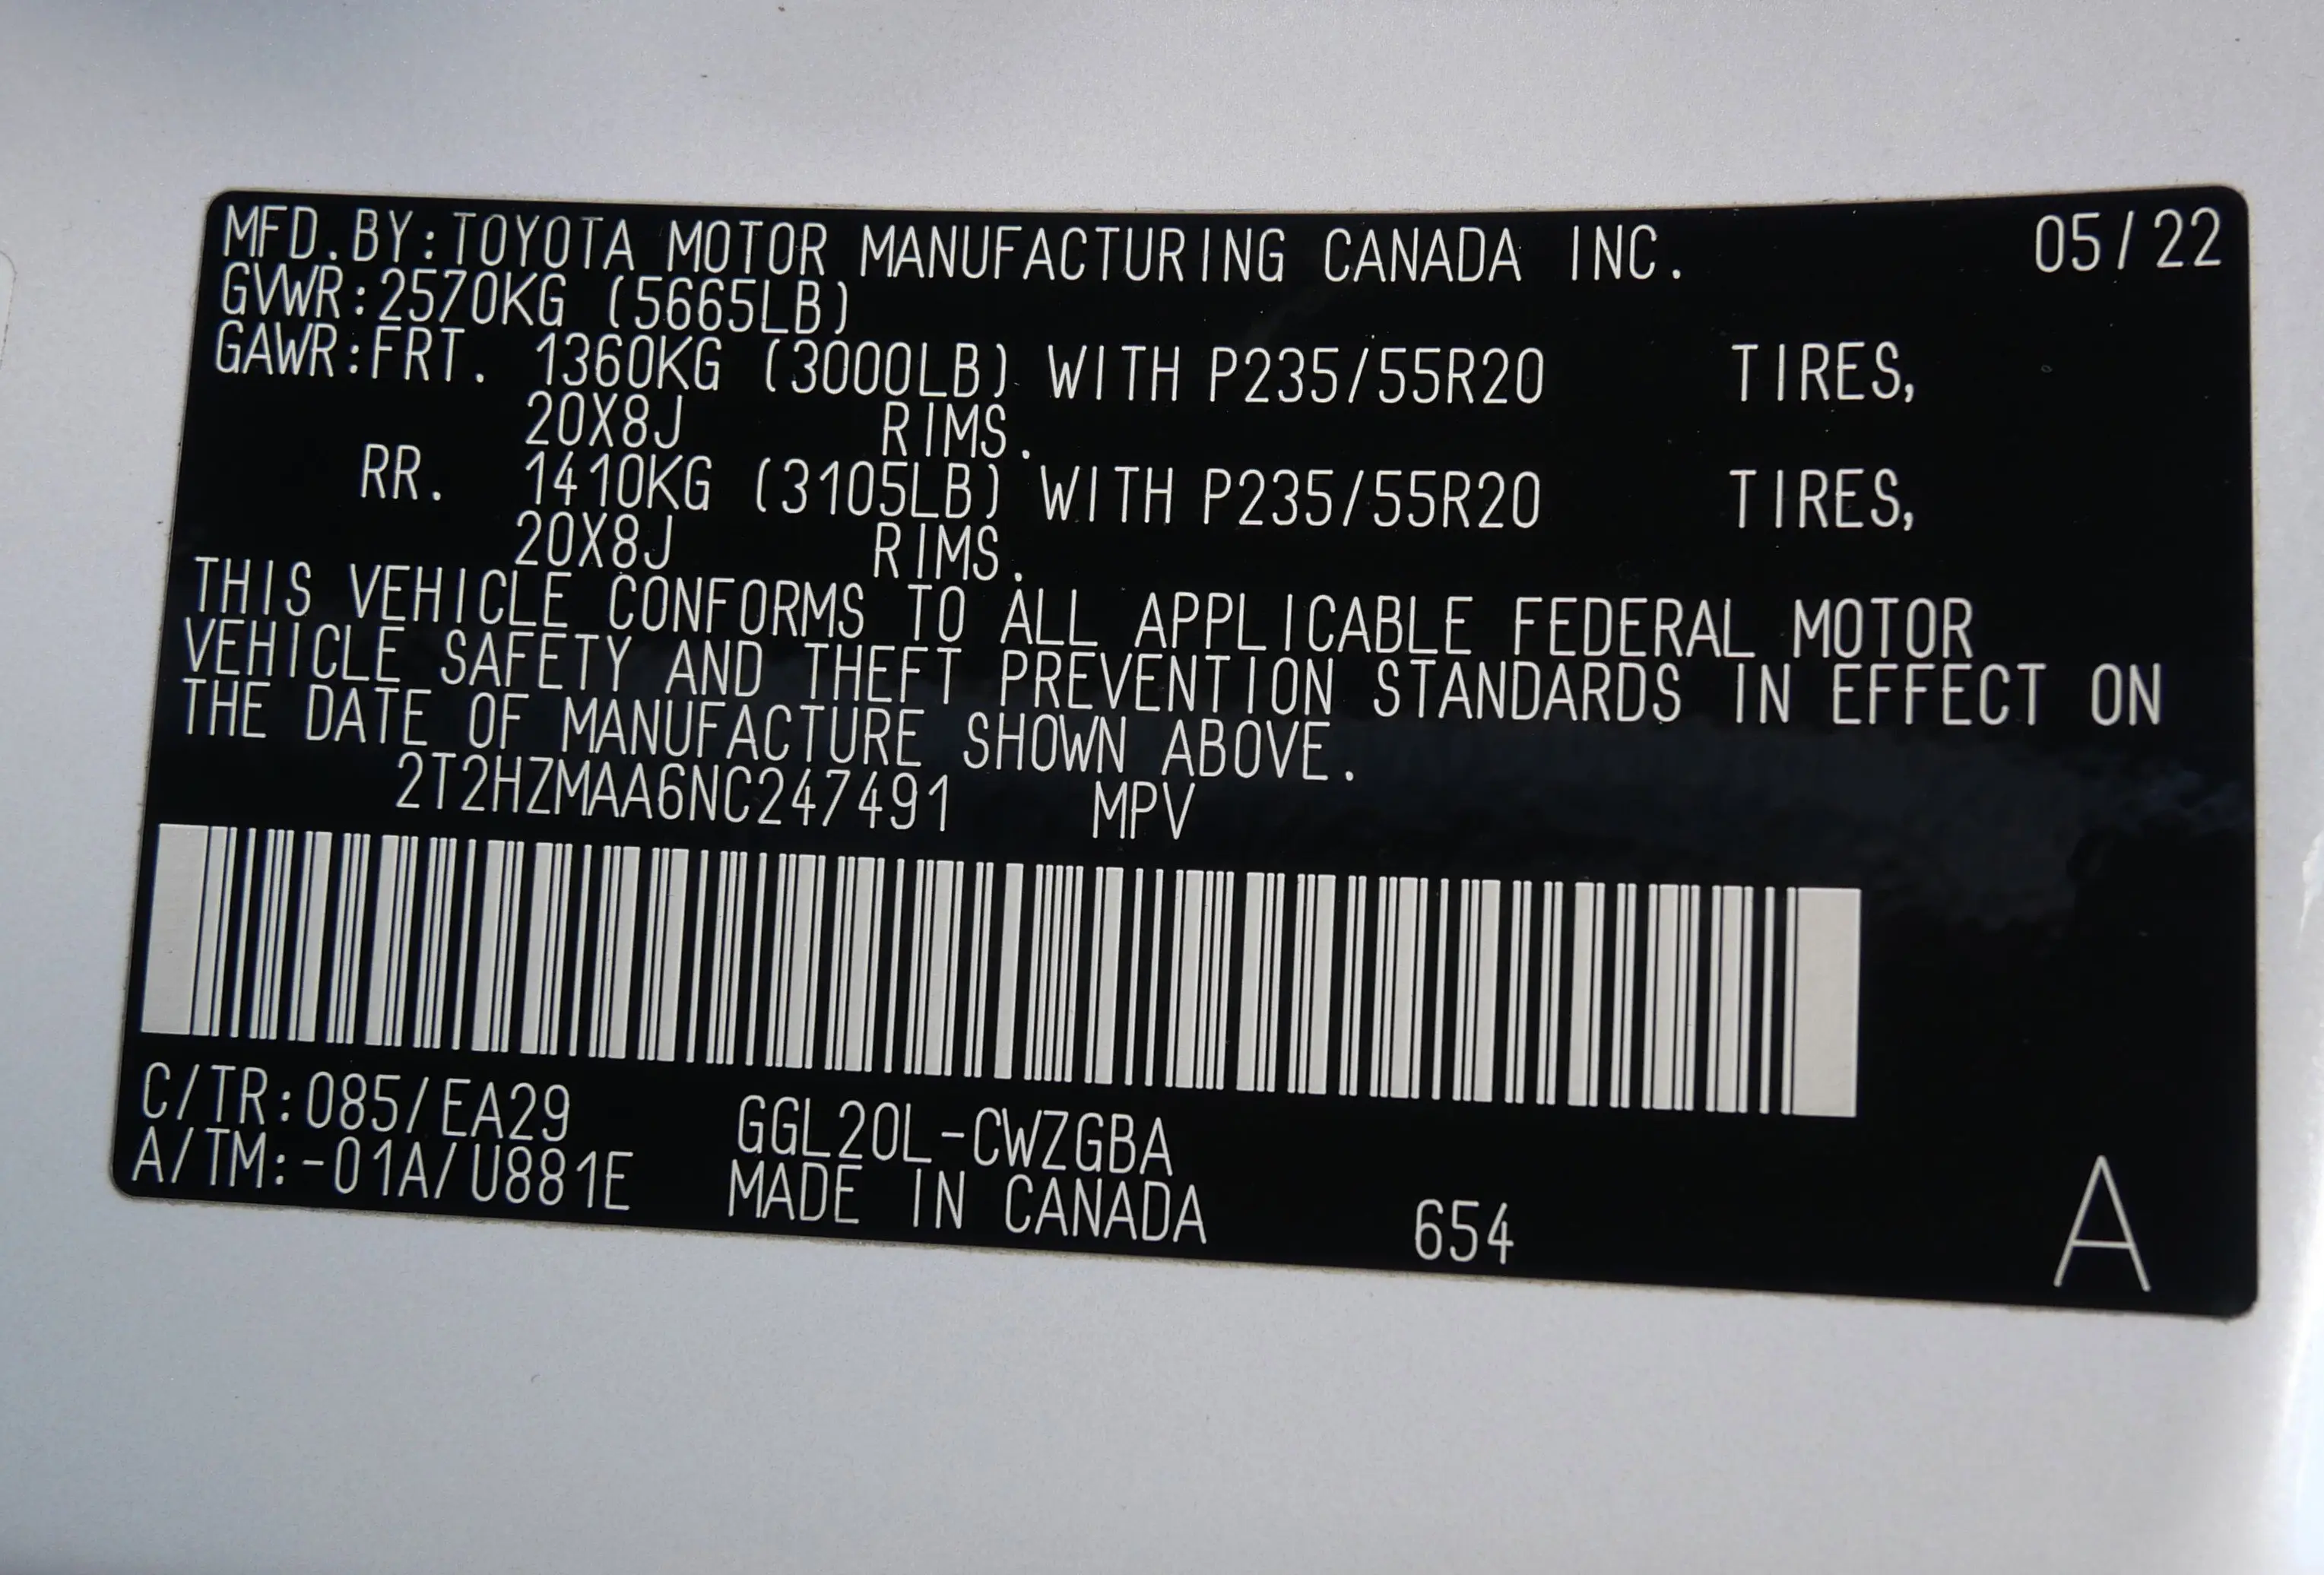 MFD.BY:TOYOTA MOTOR MANUFACTURING CANADA INC. 05/22
GVWR:2570KG (5665LB)
GAWR:FRT. 1360KG (3000LB) WITH P235/55R20 TIRES,
20X8J RIMS.
RR. 1410KG (3105LB) WITH P235/55R20 TIRES,
20X8J RIMS.
THIS VEHICLE CONFORMS TO ALL APPLICABLE FEDERAL MOTOR
VEHICLE SAFETY AND THEFT PREVENTION STANDARDS IN EFFECT ON
THE DATE OF MANUFACTURE SHOWN ABOVE.
2T2HZMAA6NC247491 MPV
C/TR:085/EA29 GGL20L-CWZGBA
A/TM:-01A/U881E MADE IN CANADA 654 A